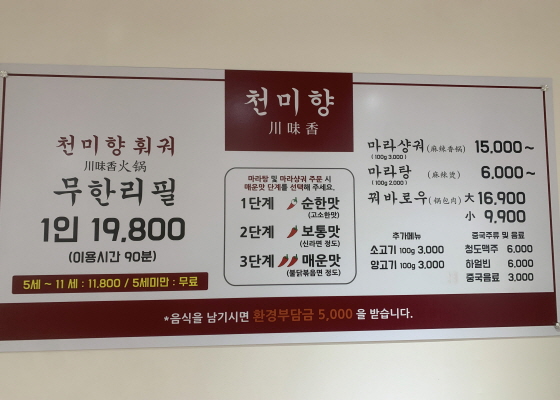 천미향
川味香
천미향 훠궈
川味香火锅
무한리필
1인 19,800
(이용시간 90분)
5세 ~ 11세 : 11,800 / 5세미만 : 무료
마라탕 및 마라샹궈 주문 시
매운맛 단계를 선택해 주세요.
1단계 순한맛
(고소한맛)
2단계 보통맛
(신라면 정도)
3단계 매운맛
(불닭볶음면 정도)
마라샹궈 (麻辣香锅) 15,000~
(100g 3,000)
마라탕 (麻辣烫) 6,000~
(100g 2,000)
꿔바로우 (锅包肉) 大 16,900
小 9,900
추가메뉴
소고기 100g 3,000
양고기 100g 3,000
중국주류 및 음료
청도맥주 6,000
하얼빈 6,000
중국음료 3,000
*음식을 남기시면 환경부담금 5,000 을 받습니다.